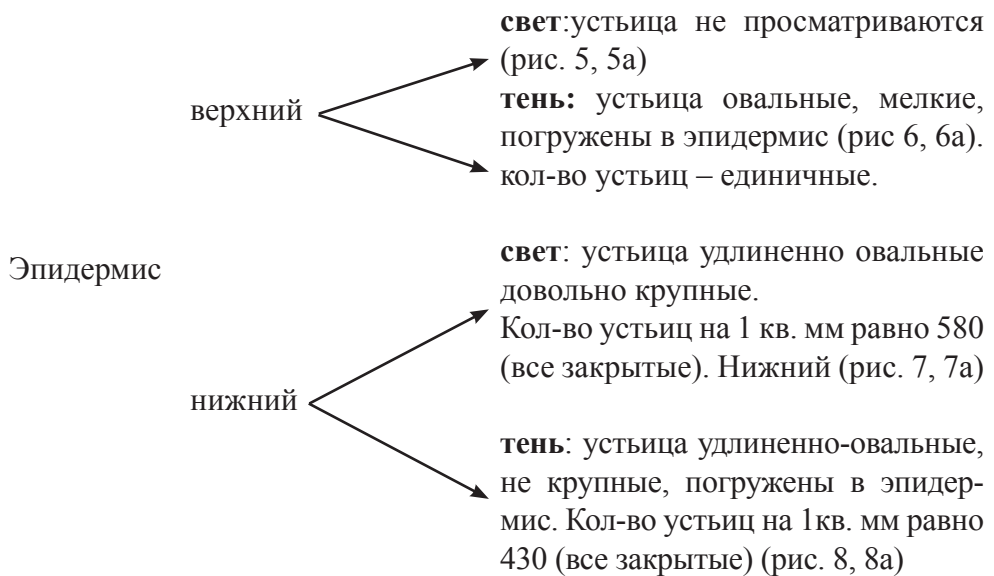 свет:устьица не просматриваются
(рис. 5, 5а)
верхний
тень: устьица овальные, мелкие,
погружены в эпидермис (рис 6, 6а).
кол-во устьиц – единичные.
Эпидермис
свет: устьица удлиненно овальные
довольно крупные.
Кол-во устьиц на 1 кв. мм равно 580
(все закрытые). Нижний (рис. 7, 7а)
нижний
тень: устьица удлиненно-овальные,
не крупные, погружены в эпидер-
мис. Кол-во устьиц на 1кв. мм равно
430 (все закрытые) (рис. 8, 8а)